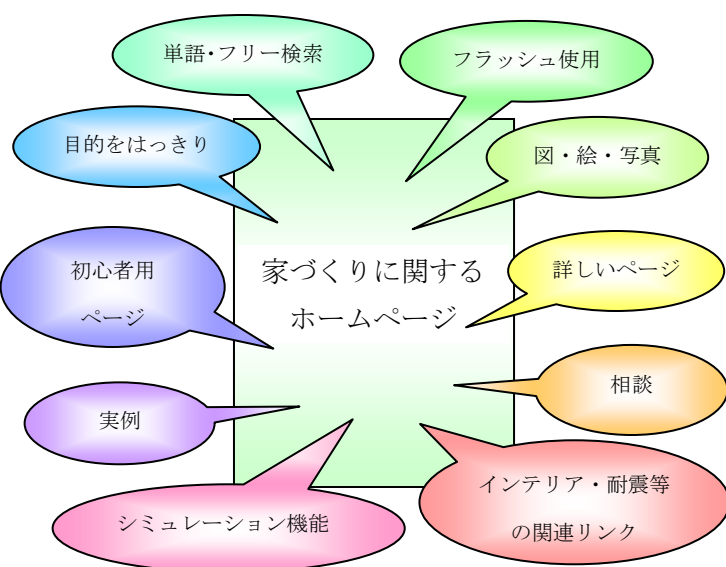 単語・フリー検索
フラッシュ使用
目的をはっきり
図・絵・写真
家づくりに関する
ホームページ
初心者用
ページ
詳しいページ
相談
実例
インテリア・耐震等
の関連リンク
シミュレーション機能